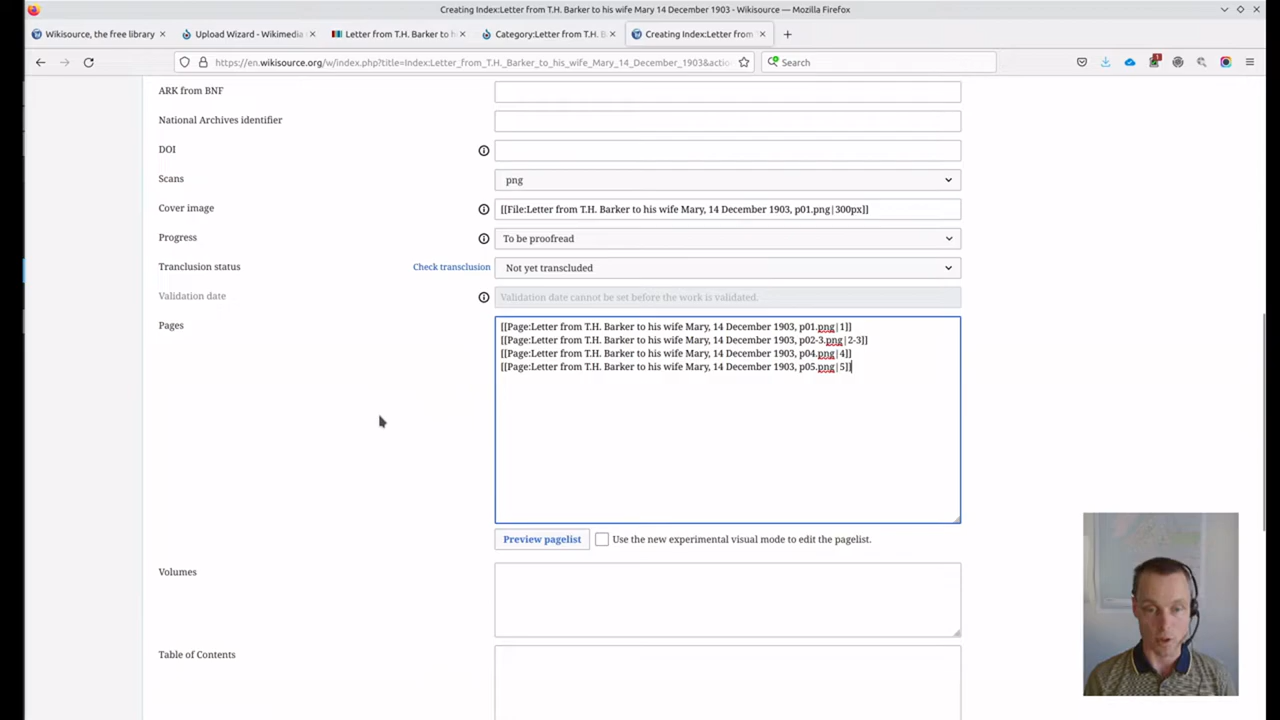 Creating Index:Letter from T.H. Barker to his wife Mary 14 December 1903 - Wikisource — Mozilla Firefox
Wikisource, the free library
Upload Wizard - Wikimedia
Letter from T.H. Barker to h
Category:Letter from T.H. B
Creating Index:Letter from
https://en.wikisource.org/w/index.php?title=Index:Letter_from_T.H._Barker_to_his_wife_Mary_14_December_1903&actio
Search
ARK from BNF
National Archives identifier
DOI
Scans
png
Cover image
[[File:Letter from T.H. Barker to his wife Mary, 14 December 1903, p01.png|300px]]
Progress
To be proofread
Tranclusion status
Check transclusion
Not yet transcluded
Validation date
Validation date cannot be set before the work is validated.
Pages
[[Page:Letter from T.H. Barker to his wife Mary, 14 December 1903, p01.png|1]]
[[Page:Letter from T.H. Barker to his wife Mary, 14 December 1903, p02-3.png|2-3]]
[[Page:Letter from T.H. Barker to his wife Mary, 14 December 1903, p04.png|4]]
[[Page:Letter from T.H. Barker to his wife Mary, 14 December 1903, p05.png|5]]
Preview pagelist
Use the new experimental visual mode to edit the pagelist.
Volumes
Table of Contents